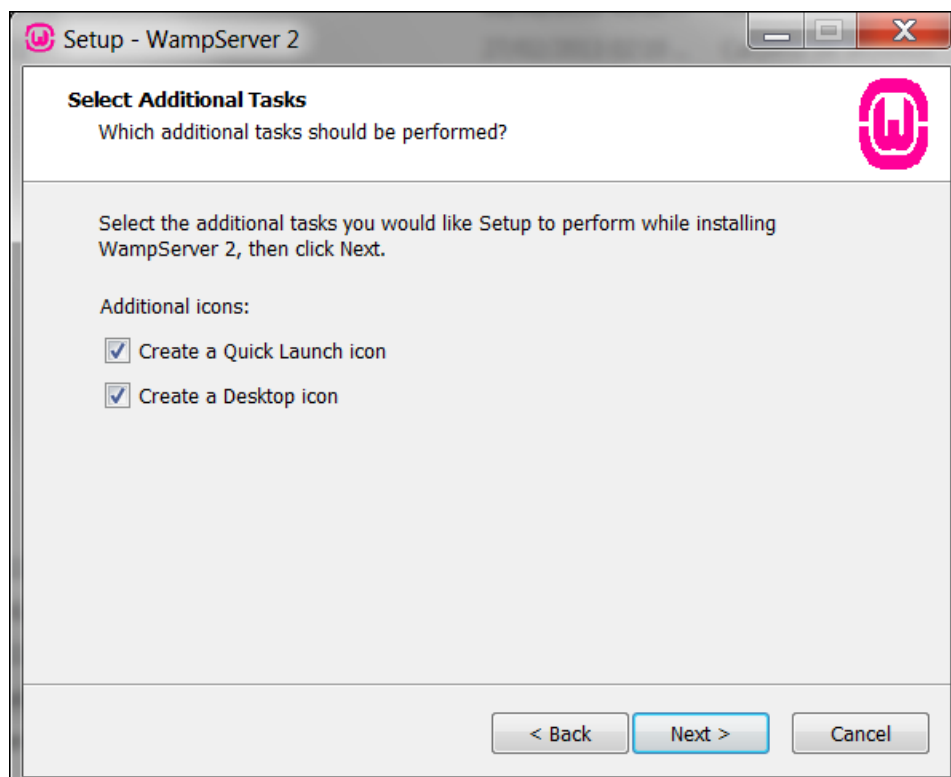 Setup - WampServer 2
Select Additional Tasks
Which additional tasks should be performed?
Select the additional tasks you would like Setup to perform while installing
WampServer 2, then click Next.
Additional icons:
Create a Quick Launch icon
Create a Desktop icon
< Back
Next >
Cancel